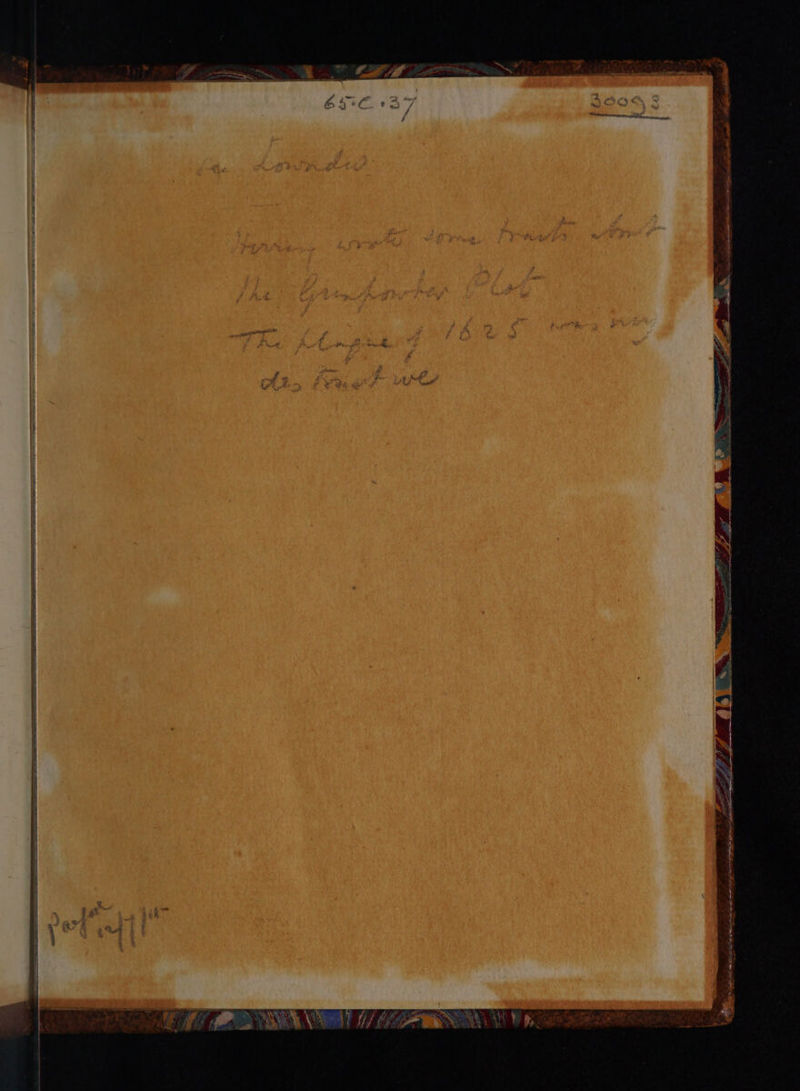 65.C.37
30093
Lowndes
Herring wrote some tracts about
the Gunpowder Plot
The plague of 1625 was very
destructive